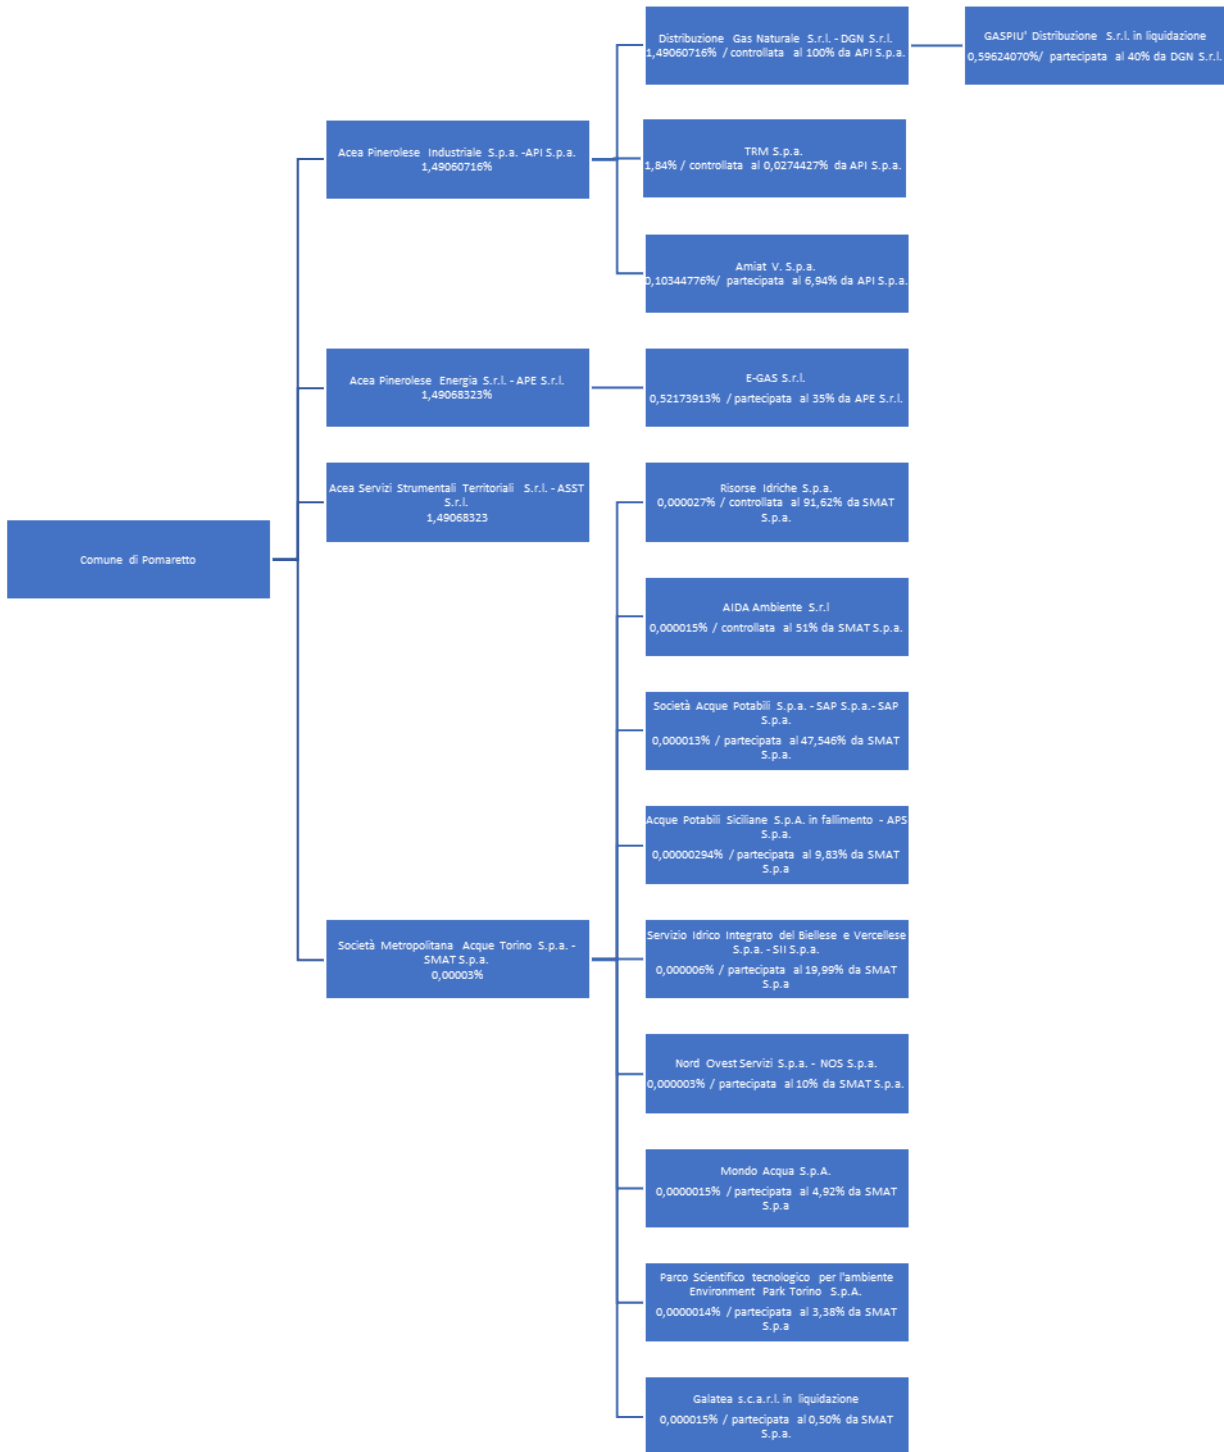 Comune di Pomaretto
Acea Pinerolese Industriale S.p.a. -API S.p.a.
1,49060716%
Distribuzione Gas Naturale S.r.l. - DGN S.r.l.
1,49060716% / controllata al 100% da API S.p.a.
GASPIU' Distribuzione S.r.l. in liquidazione
0,59624070%/ partecipata al 40% da DGN S.r.l.
TRM S.p.a.
1,84% / controllata al 0,0274427% da API S.p.a.
Amiat V. S.p.a.
0,10344776%/ partecipata al 6,94% da API S.p.a.
Acea Pinerolese Energia S.r.l. - APE S.r.l.
1,49068323%
E-GAS S.r.l.
0,52173913% / partecipata al 35% da APE S.r.l.
Acea Servizi Strumentali Territoriali S.r.l. - ASST
S.r.l.
1,49068323
Società Metropolitana Acque Torino S.p.a. -
SMAT S.p.a.
0,00003%
Risorse Idriche S.p.a.
0,000027% / controllata al 91,62% da SMAT
S.p.a.
AIDA Ambiente S.r.l
0,000015% / controllata al 51% da SMAT S.p.a.
Società Acque Potabili S.p.a. - SAP S.p.a.- SAP
S.p.a.
0,000013% / partecipata al 47,546% da SMAT
S.p.a.
Acque Potabili Siciliane S.p.A. in fallimento - APS
S.p.a.
0,00000294% / partecipata al 9,83% da SMAT
S.p.a
Servizio Idrico Integrato del Biellese e Vercellese
S.p.a. - SII S.p.a.
0,000006% / partecipata al 19,99% da SMAT
S.p.a
Nord Ovest Servizi S.p.a. - NOS S.p.a.
0,000003% / partecipata al 10% da SMAT S.p.a.
Mondo Acqua S.p.A.
0,0000015% / partecipata al 4,92% da SMAT
S.p.a
Parco Scientifico tecnologico per l'ambiente
Environment Park Torino S.p.A.
0,0000014% / partecipata al 3,38% da SMAT
S.p.a
Galatea s.c.a.r.l. in liquidazione
0,000015% / partecipata al 0,50% da SMAT
S.p.a.